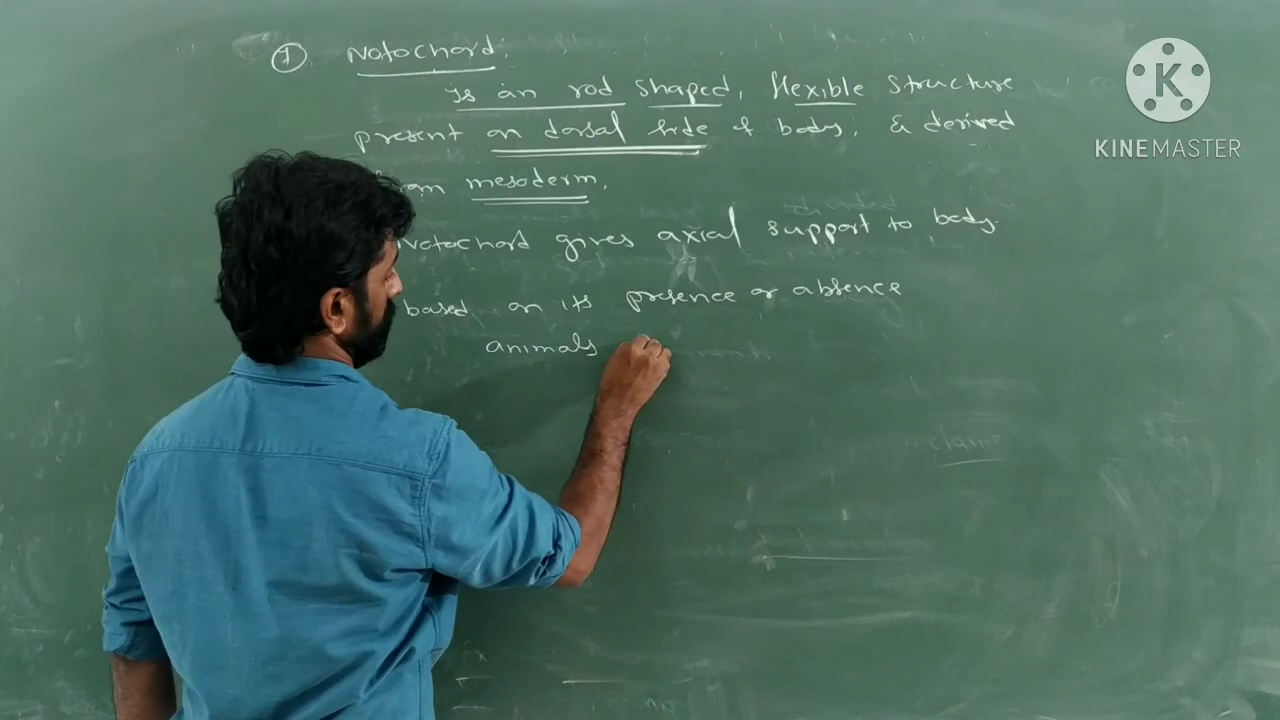 1 Notochord:
Is an rod shaped, flexible structure
present on dorsal side of body, & derived
from mesoderm.
Notochord gives axial support to body.
based on its presence or absence
animals
K
KINEMASTER